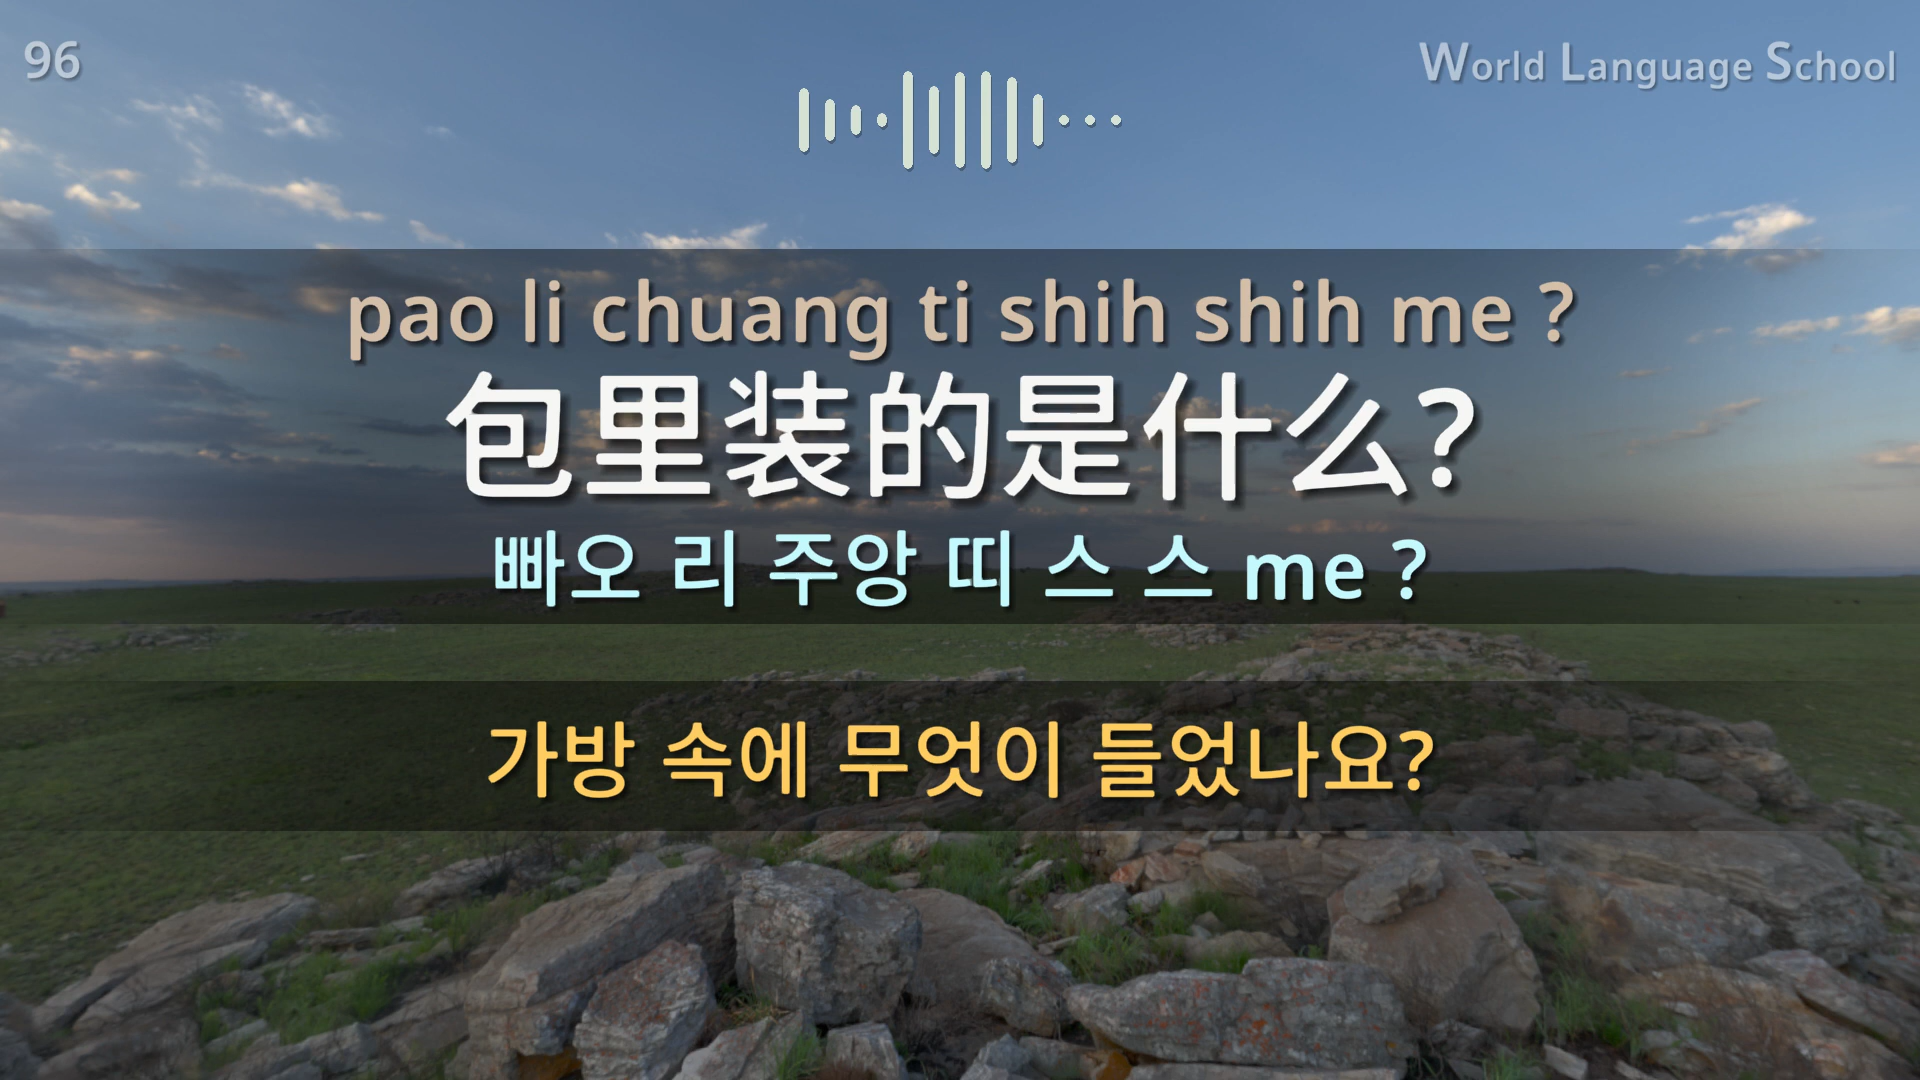 96
World Language School
pao li chuang ti shih shih me ?
包里装的是什么?
빠오 리 주앙 띠 스 스 me ?
가방 속에 무엇이 들었나요?